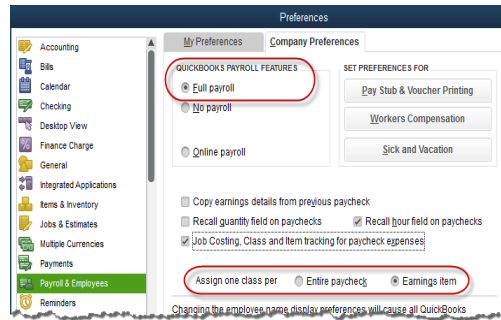 Preferences
My Preferences
Company Preferences
Accounting
Bills
Calendar
Checking
Desktop View
Finance Charge
General
Integrated Applications
Items & Inventory
Jobs & Estimates
Multiple Currencies
Payments
Payroll & Employees
Reminders
QUICKBOOKS PAYROLL FEATURES
Full payroll
No payroll
Online payroll
SET PREFERENCES FOR
Pay Stub & Voucher Printing
Workers Compensation
Sick and Vacation
Copy earnings details from previous paycheck
Recall quantity field on paychecks
Recall hour field on paychecks
Job Costing, Class and Item tracking for paycheck expenses
Assign one class per
Entire paycheck
Earnings item
Changing the employee name display preferences will cause all QuickBooks